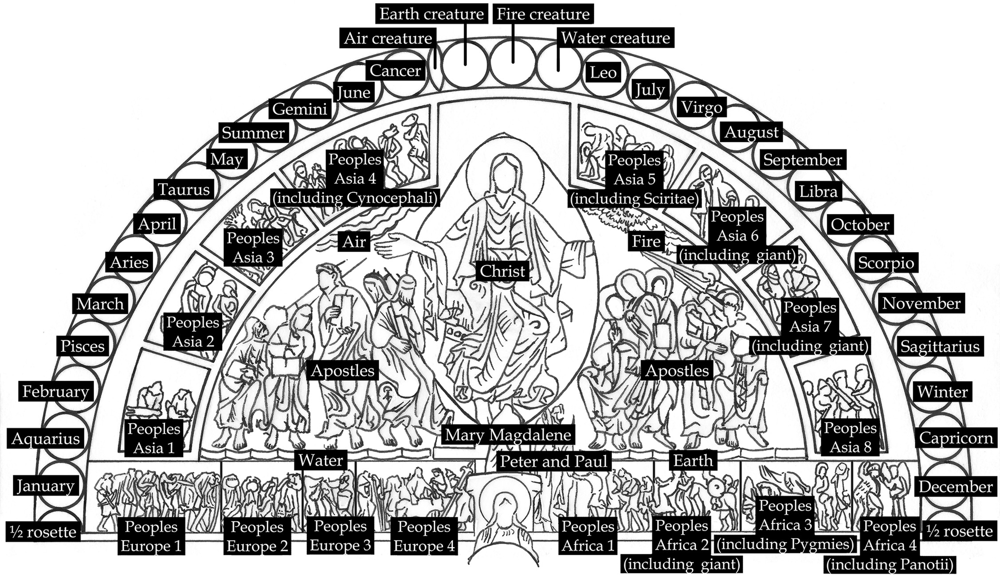 Earth creature
Fire creature
Air creature
Water creature
Cancer
Leo
June
July
Gemini
Virgo
Summer
August
May
September
Taurus
Libra
April
October
Aries
Scorpio
March
November
Pisces
Sagittarius
February
Winter
Aquarius
Capricorn
January
December
½ rosette
½ rosette
Peoples
Asia 4
(including Cynocephali)
Peoples
Asia 5
(including Sciritae)
Peoples
Asia 3
Peoples
Asia 6
(including giant)
Air
Fire
Christ
Peoples
Asia 2
Peoples
Asia 7
(including giant)
Apostles
Apostles
Peoples
Asia 1
Mary Magdalene
Peoples
Asia 8
Water
Peter and Paul
Earth
Peoples
Europe 1
Peoples
Europe 2
Peoples
Europe 3
Peoples
Europe 4
Peoples
Africa 1
Peoples
Africa 2
(including giant)
Peoples
Africa 3
(including Pygmies)
Peoples
Africa 4
(including Panotii)